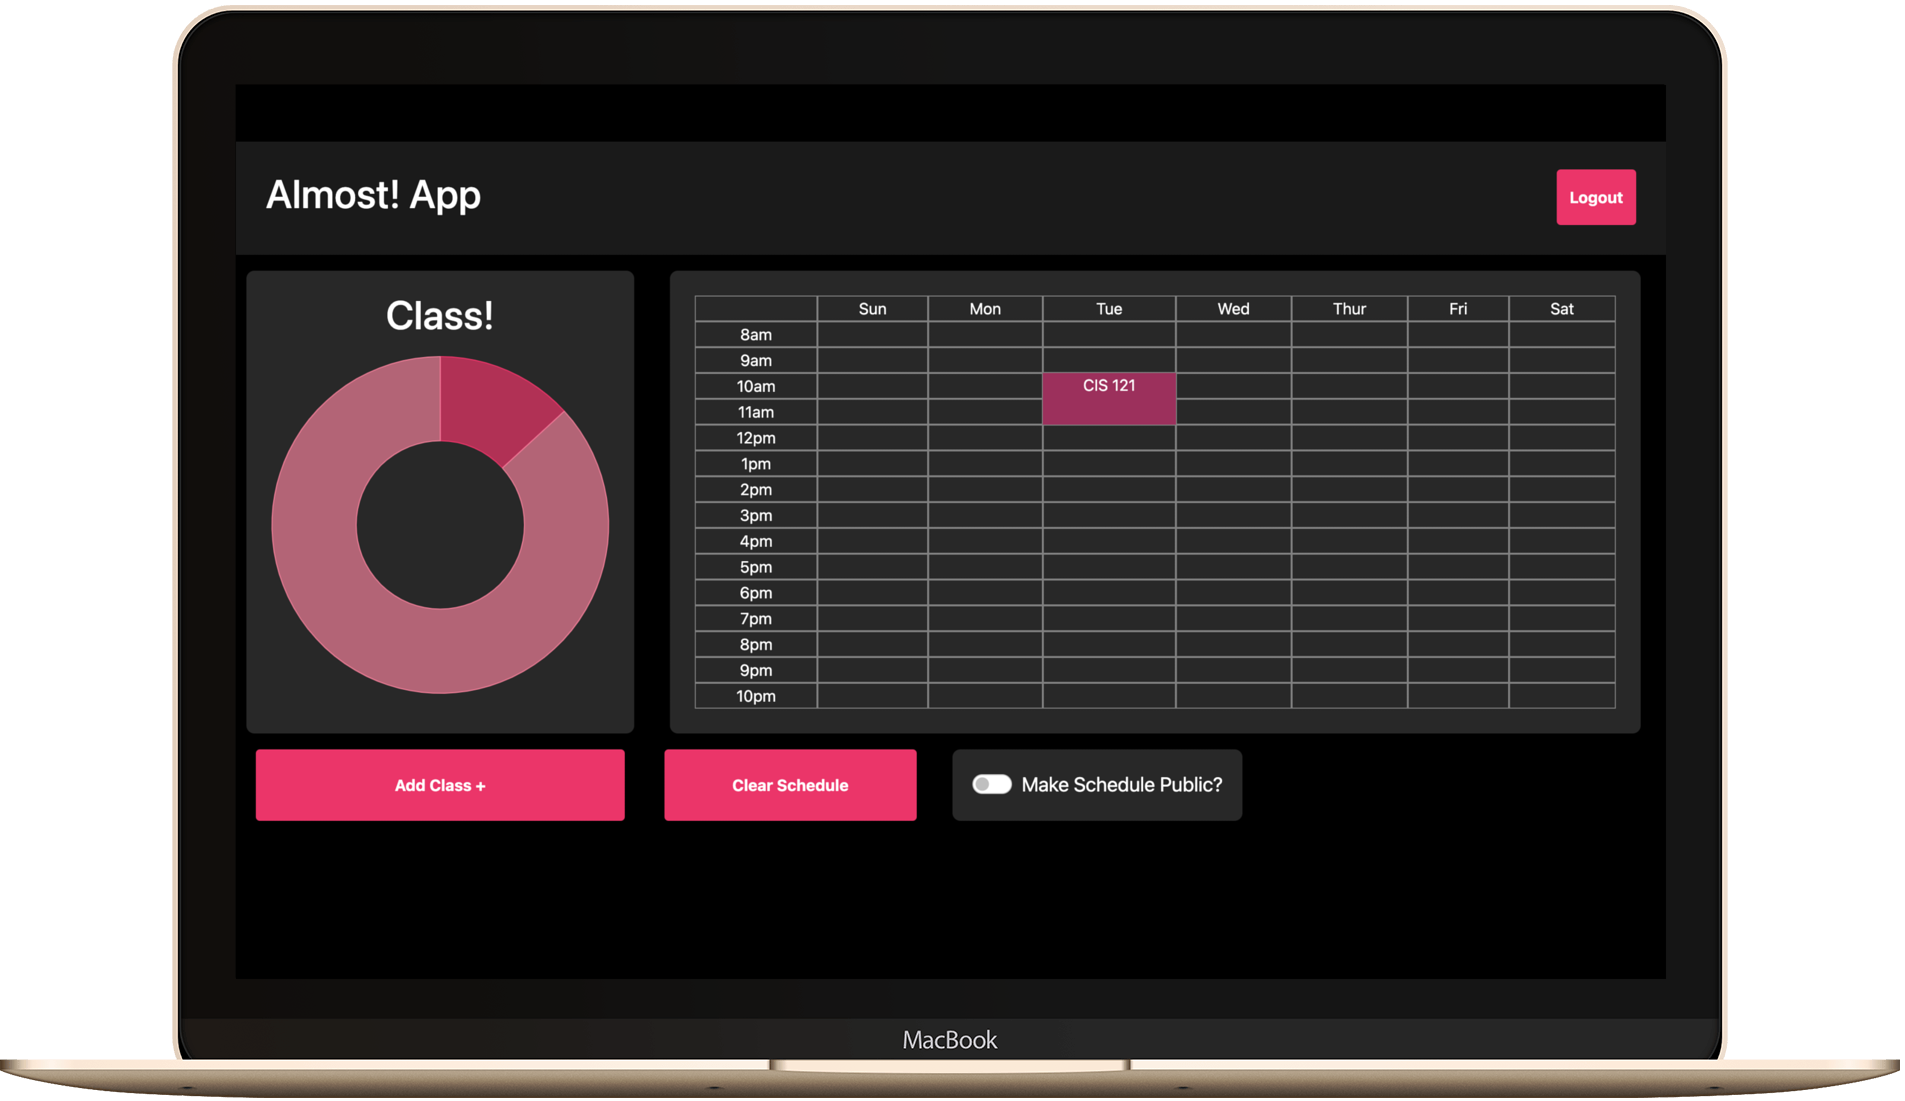 Almost! App
Logout
Class!
Sun Mon Tue Wed Thur Fri Sat
8am
9am
10am CIS 121
11am
12pm
1pm
2pm
3pm
4pm
5pm
6pm
7pm
8pm
9pm
10pm
Add Class +
Clear Schedule
Make Schedule Public?
MacBook